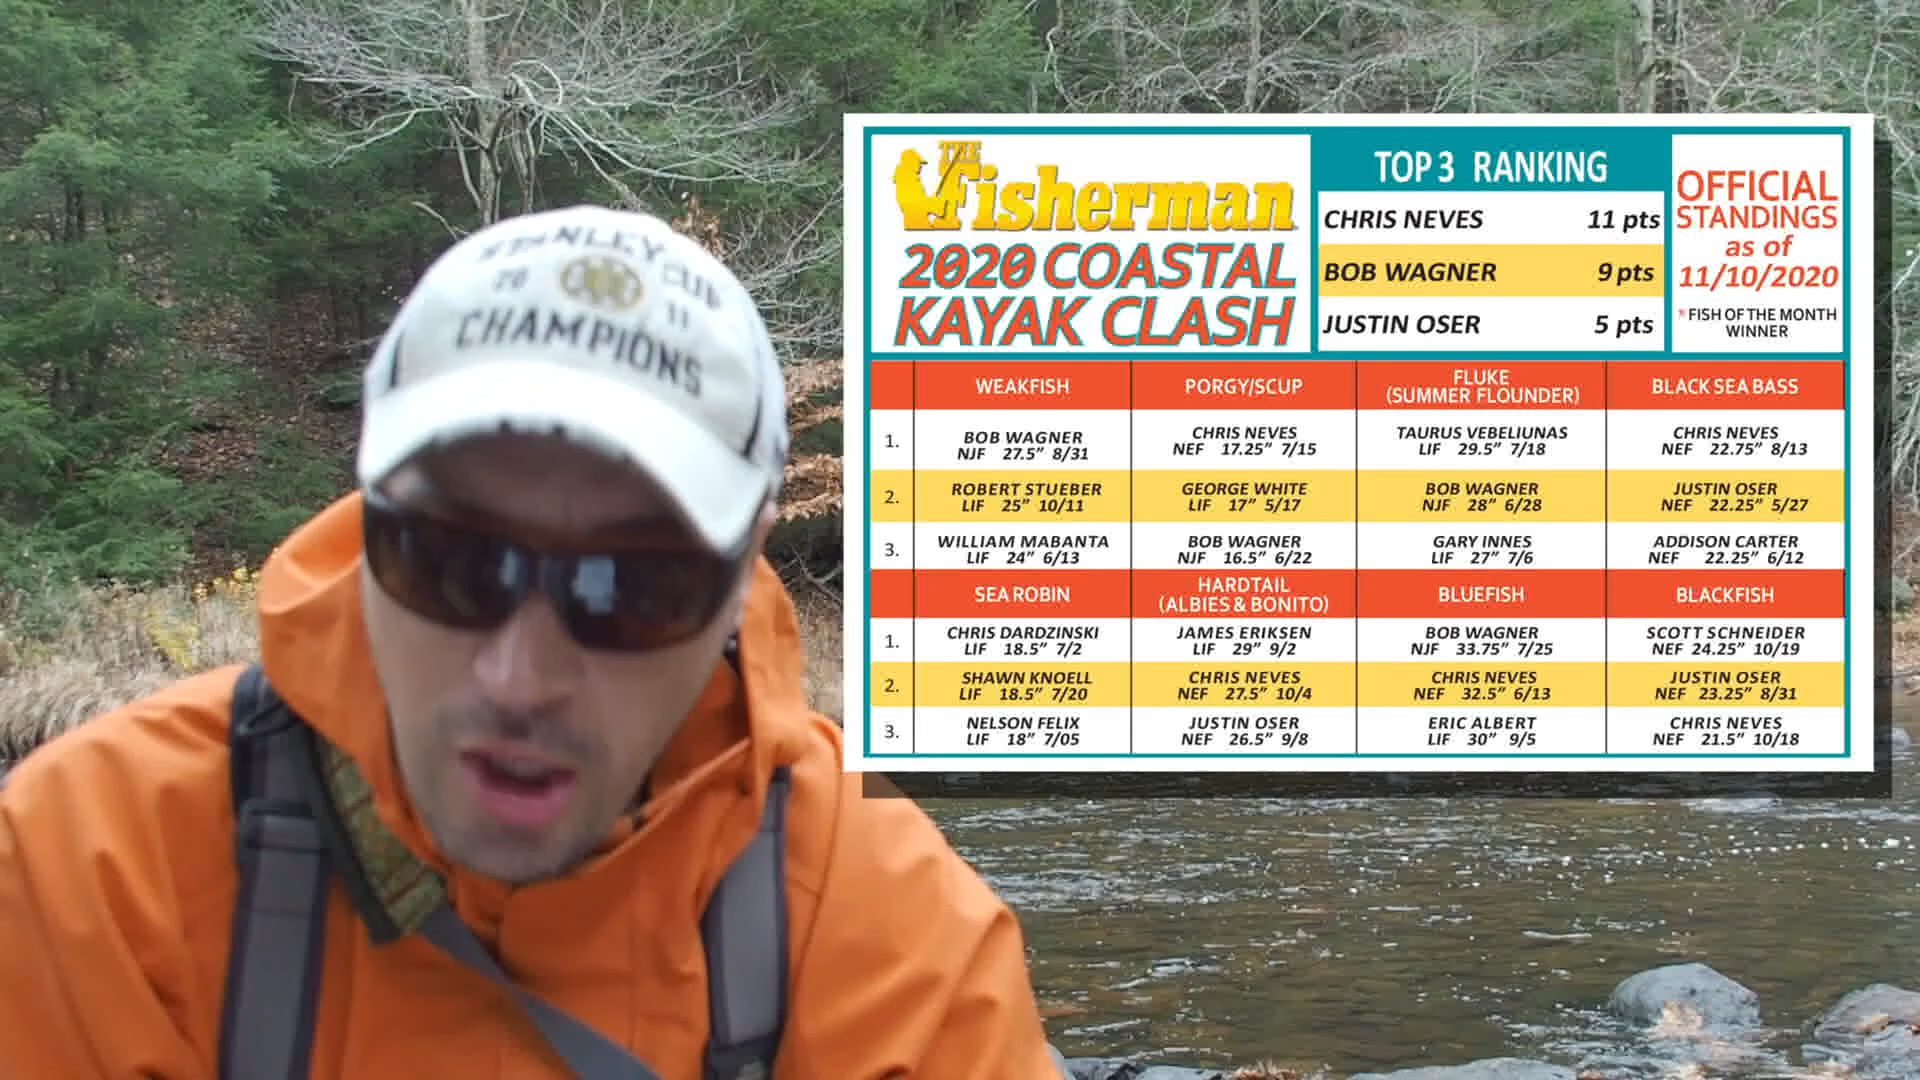 STANLEY CUP
20 11
CHAMPIONS
THE
Fisherman
2020 COASTAL
KAYAK CLASH
TOP 3 RANKING
CHRIS NEVES 11 pts
BOB WAGNER 9 pts
JUSTIN OSER 5 pts
OFFICIAL
STANDINGS
as of
11/10/2020
* FISH OF THE MONTH
WINNER
WEAKFISH PORGY/SCUP FLUKE (SUMMER FLOUNDER) BLACK SEA BASS
1. BOB WAGNER CHRIS NEVES TAURUS VEBELIUNAS CHRIS NEVES
NJF 27.5" 8/31 NEF 17.25" 7/15 LIF 29.5" 7/18 NEF 22.75" 8/13
2. ROBERT STUEBER GEORGE WHITE BOB WAGNER JUSTIN OSER
LIF 25" 10/11 LIF 17" 5/17 NJF 28" 6/28 NEF 22.25" 5/27
3. WILLIAM MABANTA BOB WAGNER GARY INNES ADDISON CARTER
LIF 24" 6/13 NJF 16.5" 6/22 LIF 27" 7/6 NEF 22.25" 6/12
SEA ROBIN HARDTAIL (ALBIES & BONITO) BLUEFISH BLACKFISH
1. CHRIS DARDZINSKI JAMES ERIKSEN BOB WAGNER SCOTT SCHNEIDER
LIF 18.5" 7/2 LIF 29" 9/2 NJF 33.75" 7/25 NEF 24.25" 10/19
2. SHAWN KNOELL CHRIS NEVES CHRIS NEVES JUSTIN OSER
LIF 18.5" 7/20 NEF 27.5" 10/4 NEF 32.5" 6/13 NEF 23.25" 8/31
3. NELSON FELIX JUSTIN OSER ERIC ALBERT CHRIS NEVES
LIF 18" 7/05 NEF 26.5" 9/8 LIF 30" 9/5 NEF 21.5" 10/18